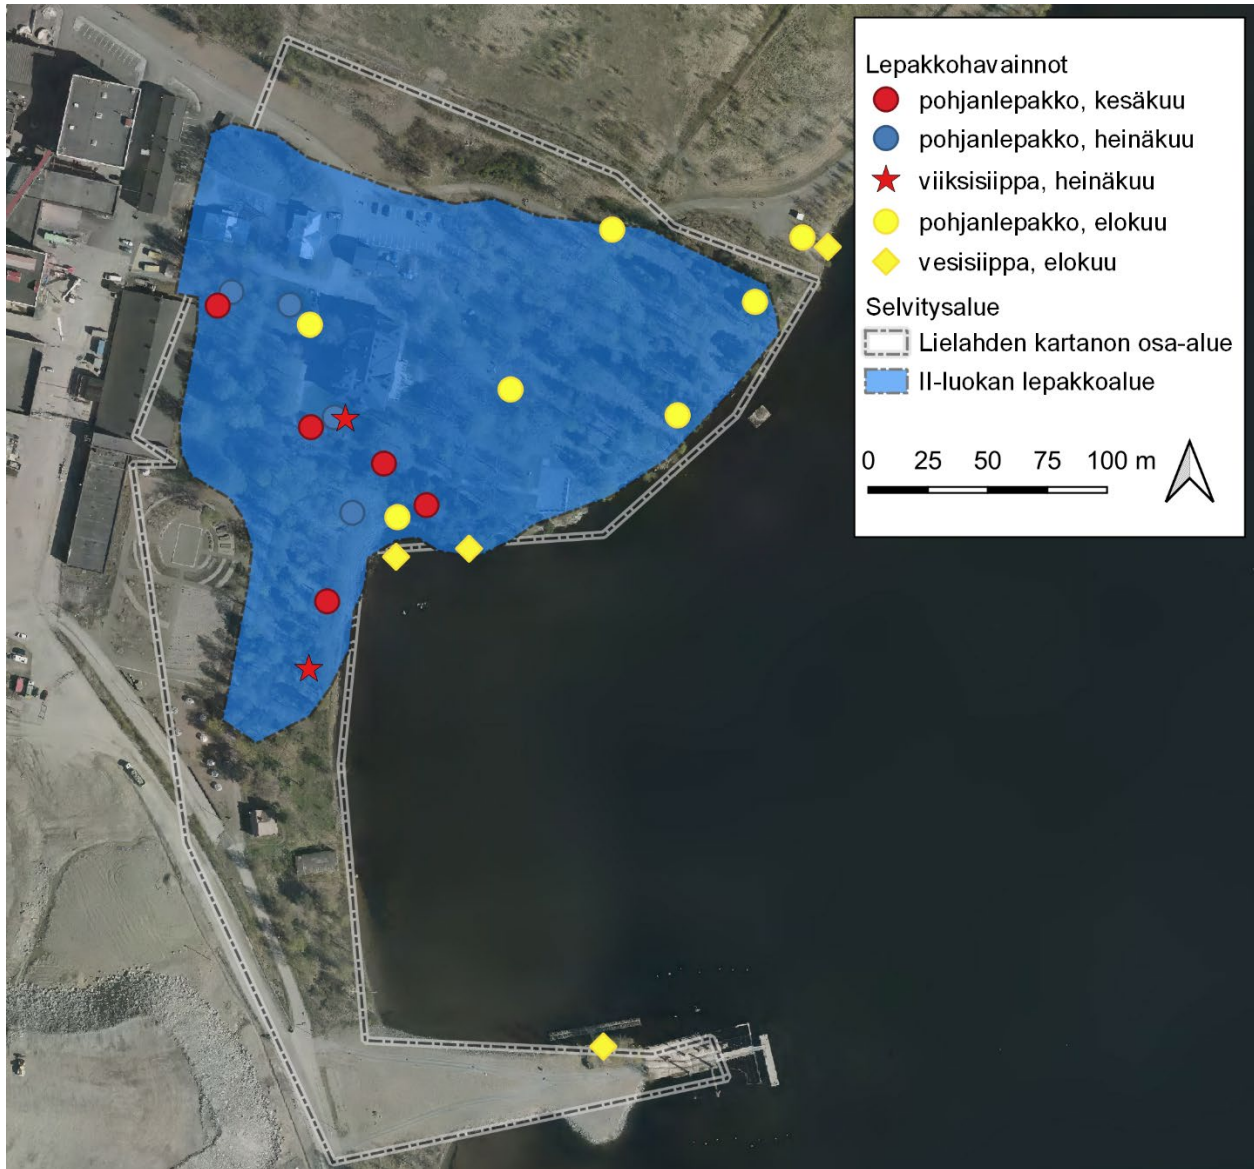 Lepakkohavainnot
pohjanlepakko, kesäkuu
pohjanlepakko, heinäkuu
viiksisiippa, heinäkuu
pohjanlepakko, elokuu
vesisiippa, elokuu
Selvitysalue
Lielahden kartanon osa-alue
II-luokan lepakkoalue
0 25 50 75 100 m